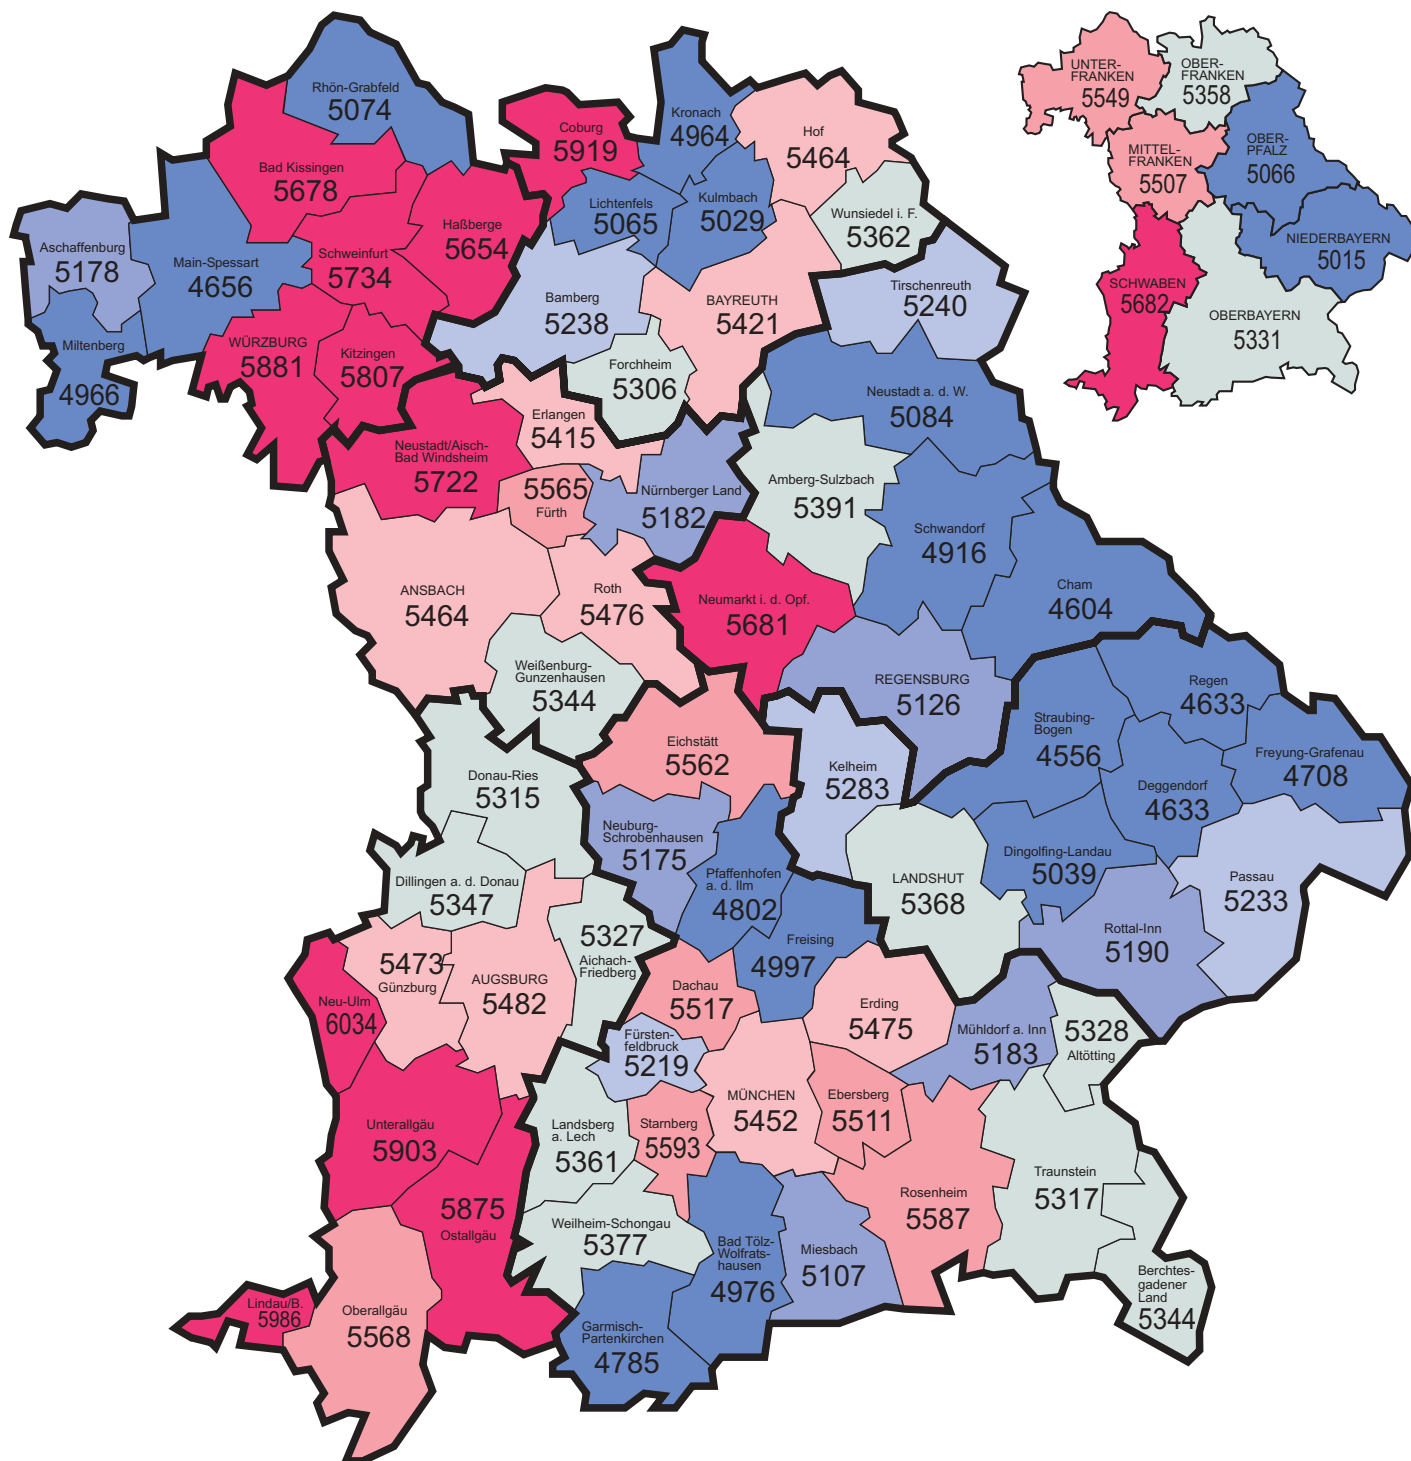 Rhön-Grabfeld
5074
Bad Kissingen
5678
Haßberge
5654
Schweinfurt
5734
Aschaffenburg
5178
Main-Spessart
4656
Miltenberg
4966
WÜRZBURG
5881
Kitzingen
5807
Coburg
5919
Kronach
4964
Hof
5464
Lichtenfels
5065
Kulmbach
5029
Wunsiedel i. F.
5362
Bamberg
5238
BAYREUTH
5421
Forchheim
5306
Tirschenreuth
5240
Neustadt a. d. W.
5084
Amberg-Sulzbach
5391
Schwandorf
4916
Cham
4604
Neumarkt i. d. Opf.
5681
REGENSBURG
5126
Neustadt/Aisch-
Bad Windsheim
5722
Erlangen
5415
5565
Fürth
Nürnberger Land
5182
ANSBACH
5464
Roth
5476
Weißenburg-
Gunzenhausen
5344
Eichstätt
5562
Kelheim
5283
Straubing-
Bogen
4556
Regen
4633
Freyung-Grafenau
4708
Deggendorf
4633
Dingolfing-Landau
5039
Passau
5233
LANDSHUT
5368
Rottal-Inn
5190
Donau-Ries
5315
Dillingen a. d. Donau
5347
5473
Günzburg
AUGSBURG
5482
5327
Aichach-
Friedberg
Neu-Ulm
6034
Unterallgäu
5903
5875
Ostallgäu
Oberallgäu
5568
Lindau/B.
5986
Neuburg-
Schrobenhausen
5175
Pfaffenhofen
a. d. Ilm
4802
Freising
4997
Dachau
5517
Erding
5475
Mühldorf a. Inn
5183
5328
Altötting
Fürsten-
feldbruck
5219
MÜNCHEN
5452
Ebersberg
5511
Landsberg
a. Lech
5361
Starnberg
5593
Rosenheim
5587
Traunstein
5317
Weilheim-Schongau
5377
Bad Tölz-
Wolfrats-
hausen
4976
Miesbach
5107
Berchtes-
gadener
Land
5344
Garmisch-
Partenkirchen
4785
UNTER-
FRANKEN
5549
OBER-
FRANKEN
5358
MITTEL-
FRANKEN
5507
OBER-
PFALZ
5066
NIEDERBAYERN
5015
SCHWABEN
5682
OBERBAYERN
5331